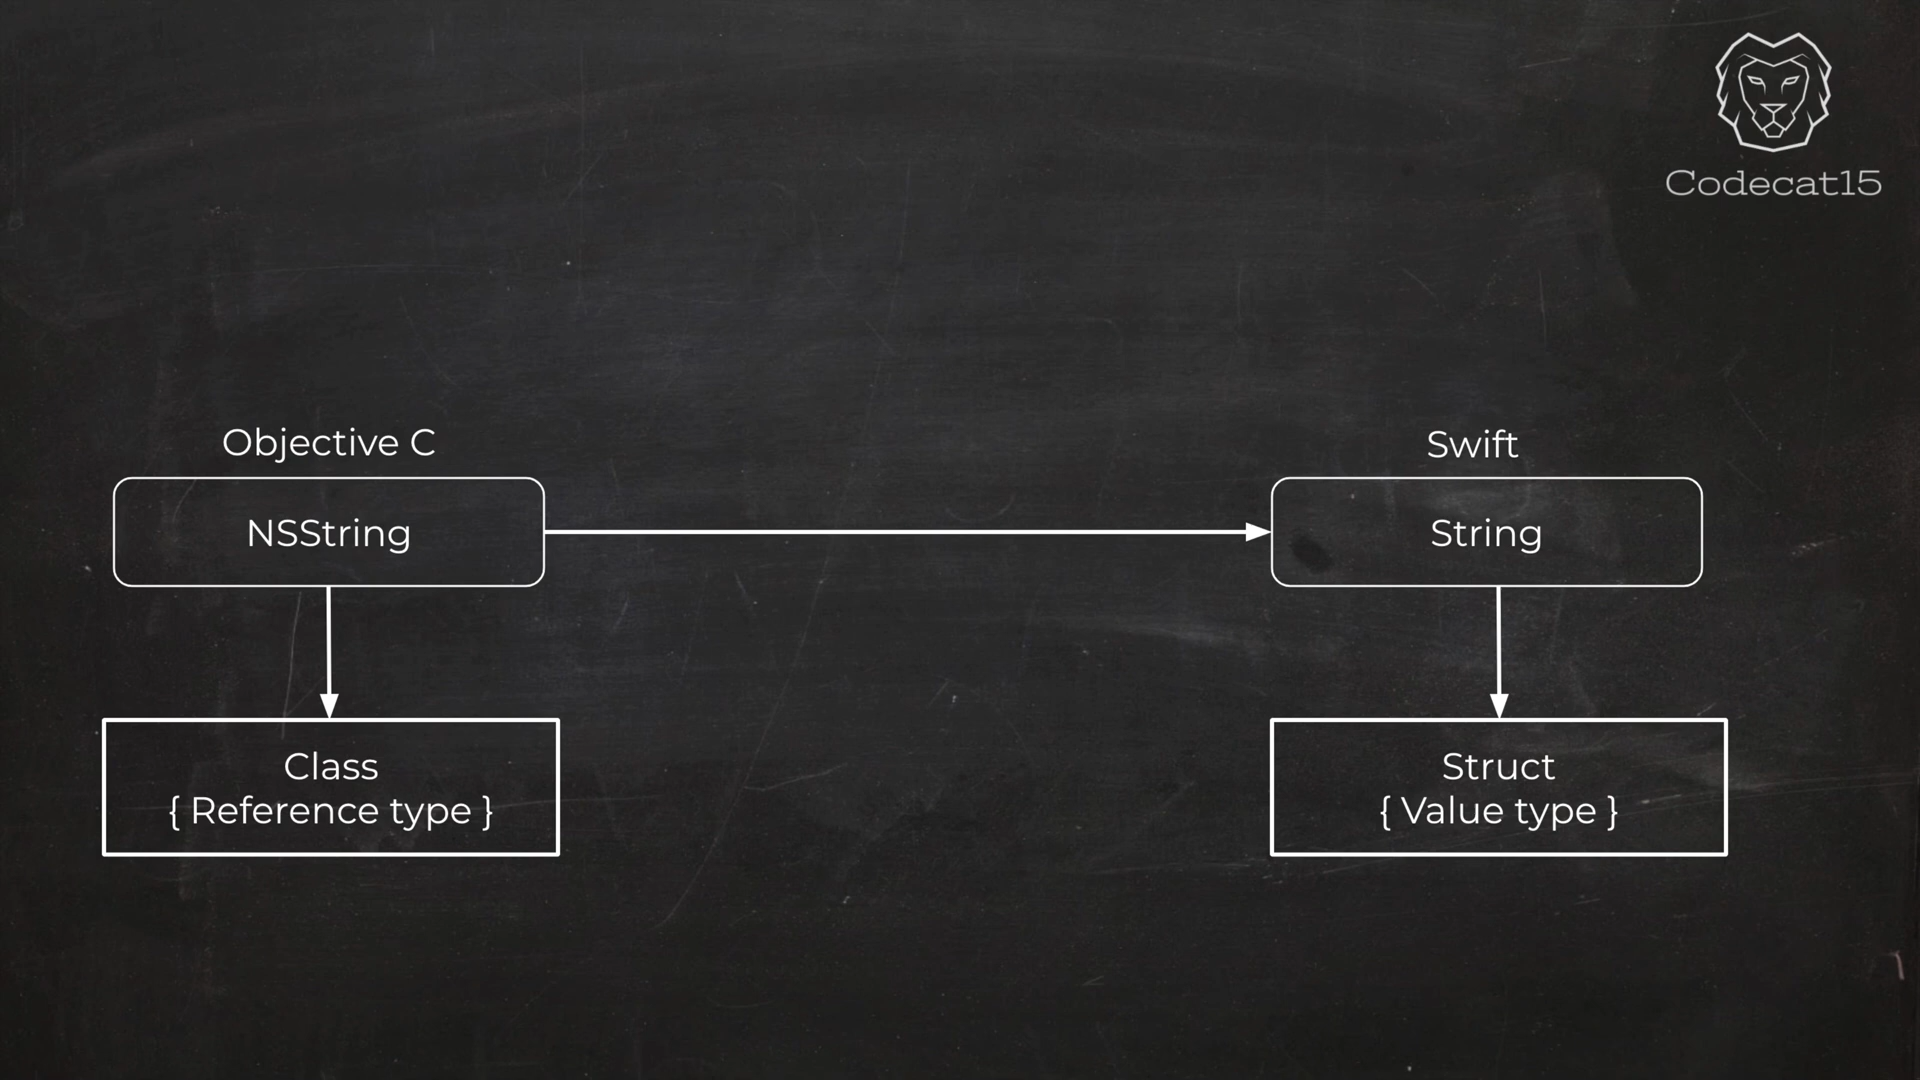 Codecat15
Objective C
Swift
NSString
String
Class
{ Reference type }
Struct
{ Value type }